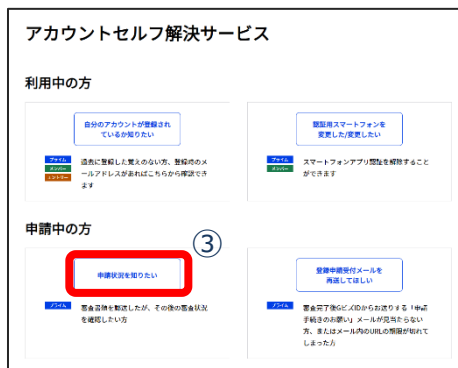 アカウントセルフ解決サービス
利用中の方
自分のアカウントが登録され
ているか知りたい
プライム
メンバー
エントリー
過去に登録した覚えのない方、登録時のメ
ールアドレスがあればこちらから確認でき
ます
認証用スマートフォンを
変更した/変更したい
プライム
メンバー
スマートフォンアプリ認証を解除すること
ができます
申請中の方
③
申請状況を知りたい
プライム
審査書類を郵送したが、その後の審査状況
を確認したい方
登録申請受付メールを
再送してほしい
プライム
審査完了後GビズIDからお送りする「申請
手続きのお願い」メールが見当たらない
方、またはメール内のURLの期限が切れて
しまった方